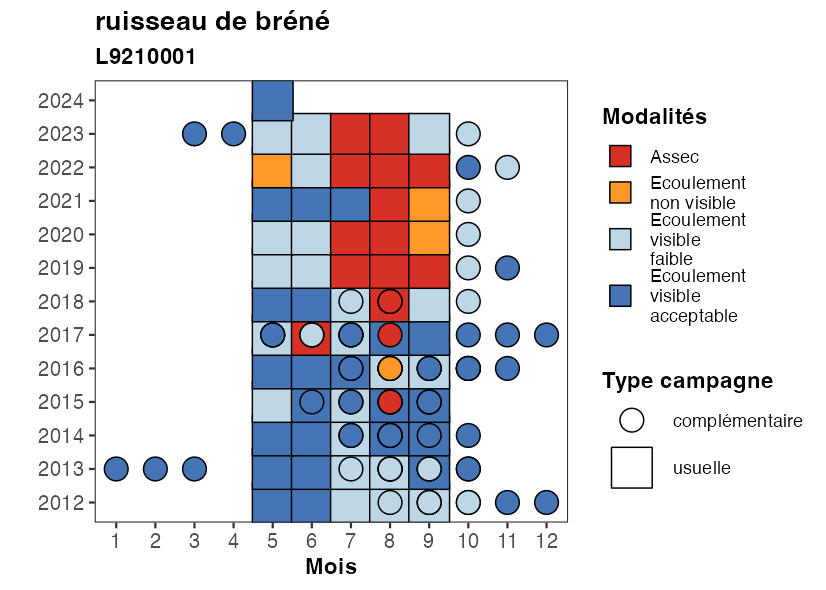 ruisseau de bréné
L9210001
2024
2023
2022
2021
2020
2019
2018
2017
2016
2015
2014
2013
2012
1 2 3 4 5 6 7 8 9 10 11 12
Mois
Modalités
Assec
Ecoulement
non visible
Ecoulement
visible
faible
Ecoulement
visible
acceptable
Type campagne
complémentaire
usuelle